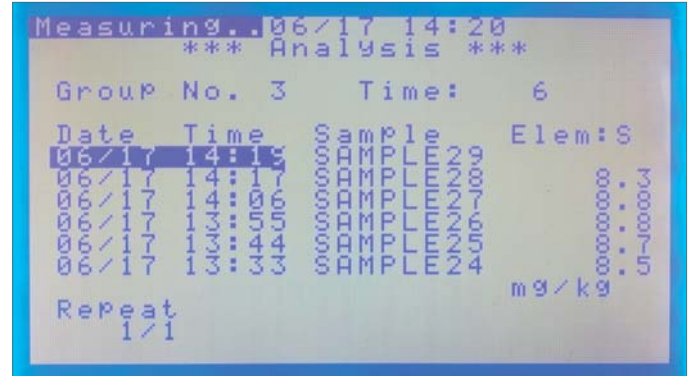 Measuring..06/17 14:20
*** Analysis ***
Group No. 3 Time: 6
Date Time Sample Elem:S
06/17 14:19 SAMPLE29
06/17 14:17 SAMPLE28 8.3
06/17 14:06 SAMPLE27 8.8
06/17 13:55 SAMPLE26 8.8
06/17 13:44 SAMPLE25 8.7
06/17 13:33 SAMPLE24 8.5
mg/kg
Repeat
1/1